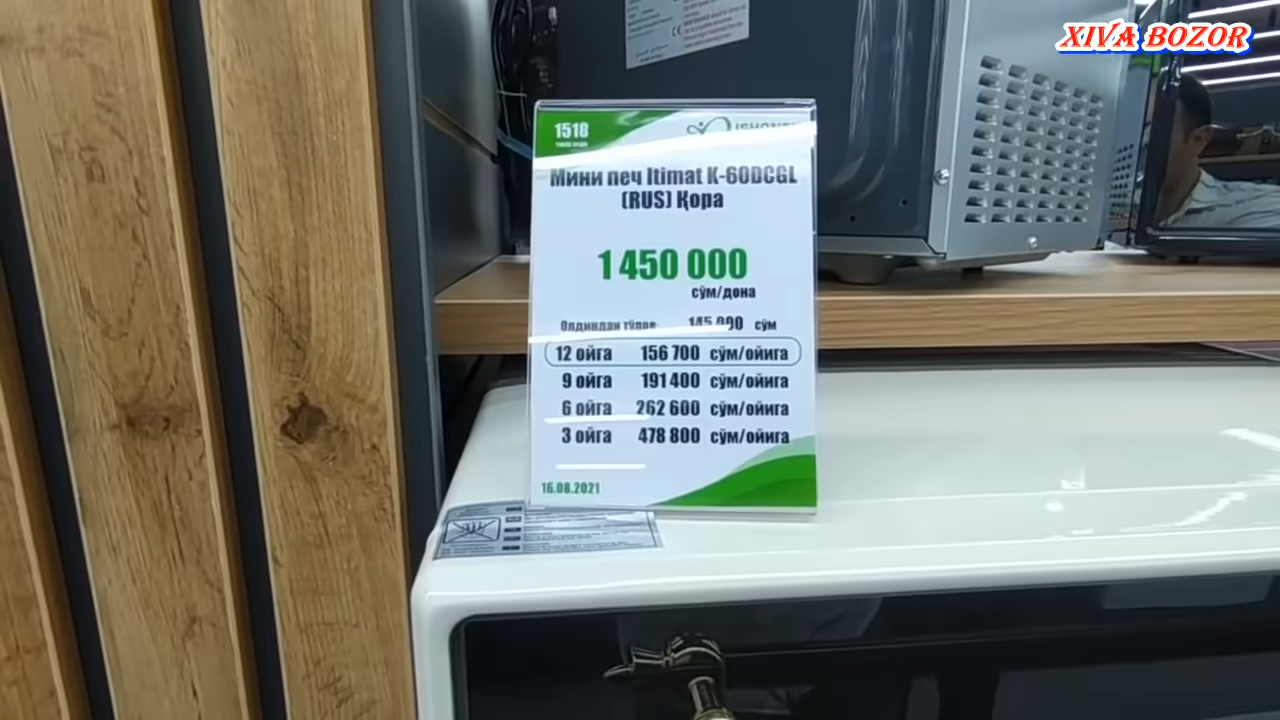 XIVA BOZOR
1518
Мини печ Itimat K-60DCGL
(RUS) Қора
1 450 000
сўм/дона
Олдиндан тўлов 145 000 сўм
12 ойга 156 700 сўм/ойига
9 ойга 191 400 сўм/ойига
6 ойга 262 600 сўм/ойига
3 ойга 478 800 сўм/ойига
16.08.2021